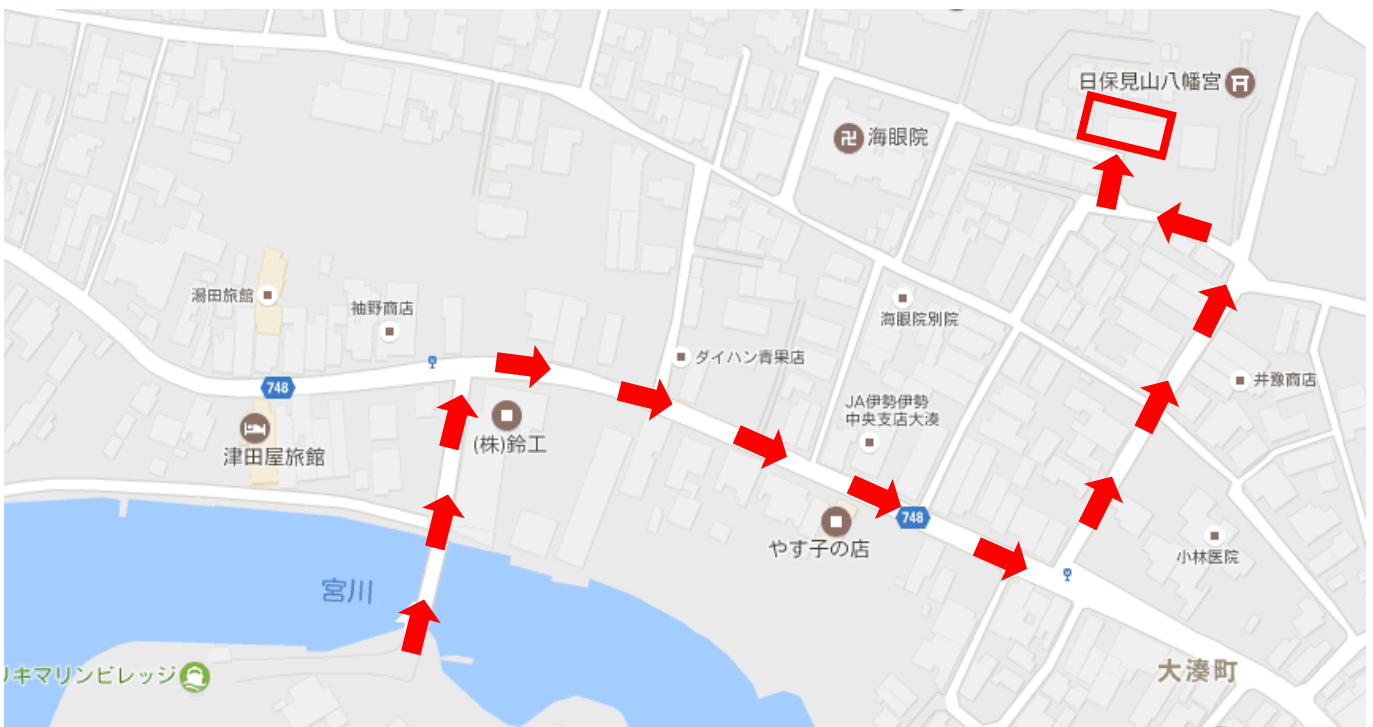 日保見山八幡宮
海眼院
湯田旅館
袖野商店
海眼院別院
ダイハン青果店
748
井豫商店
JA伊勢伊勢
中央支店大湊
津田屋旅館
(株)鈴工
748
やす子の店
小林医院
宮川
リキマリンビレッジ
大湊町